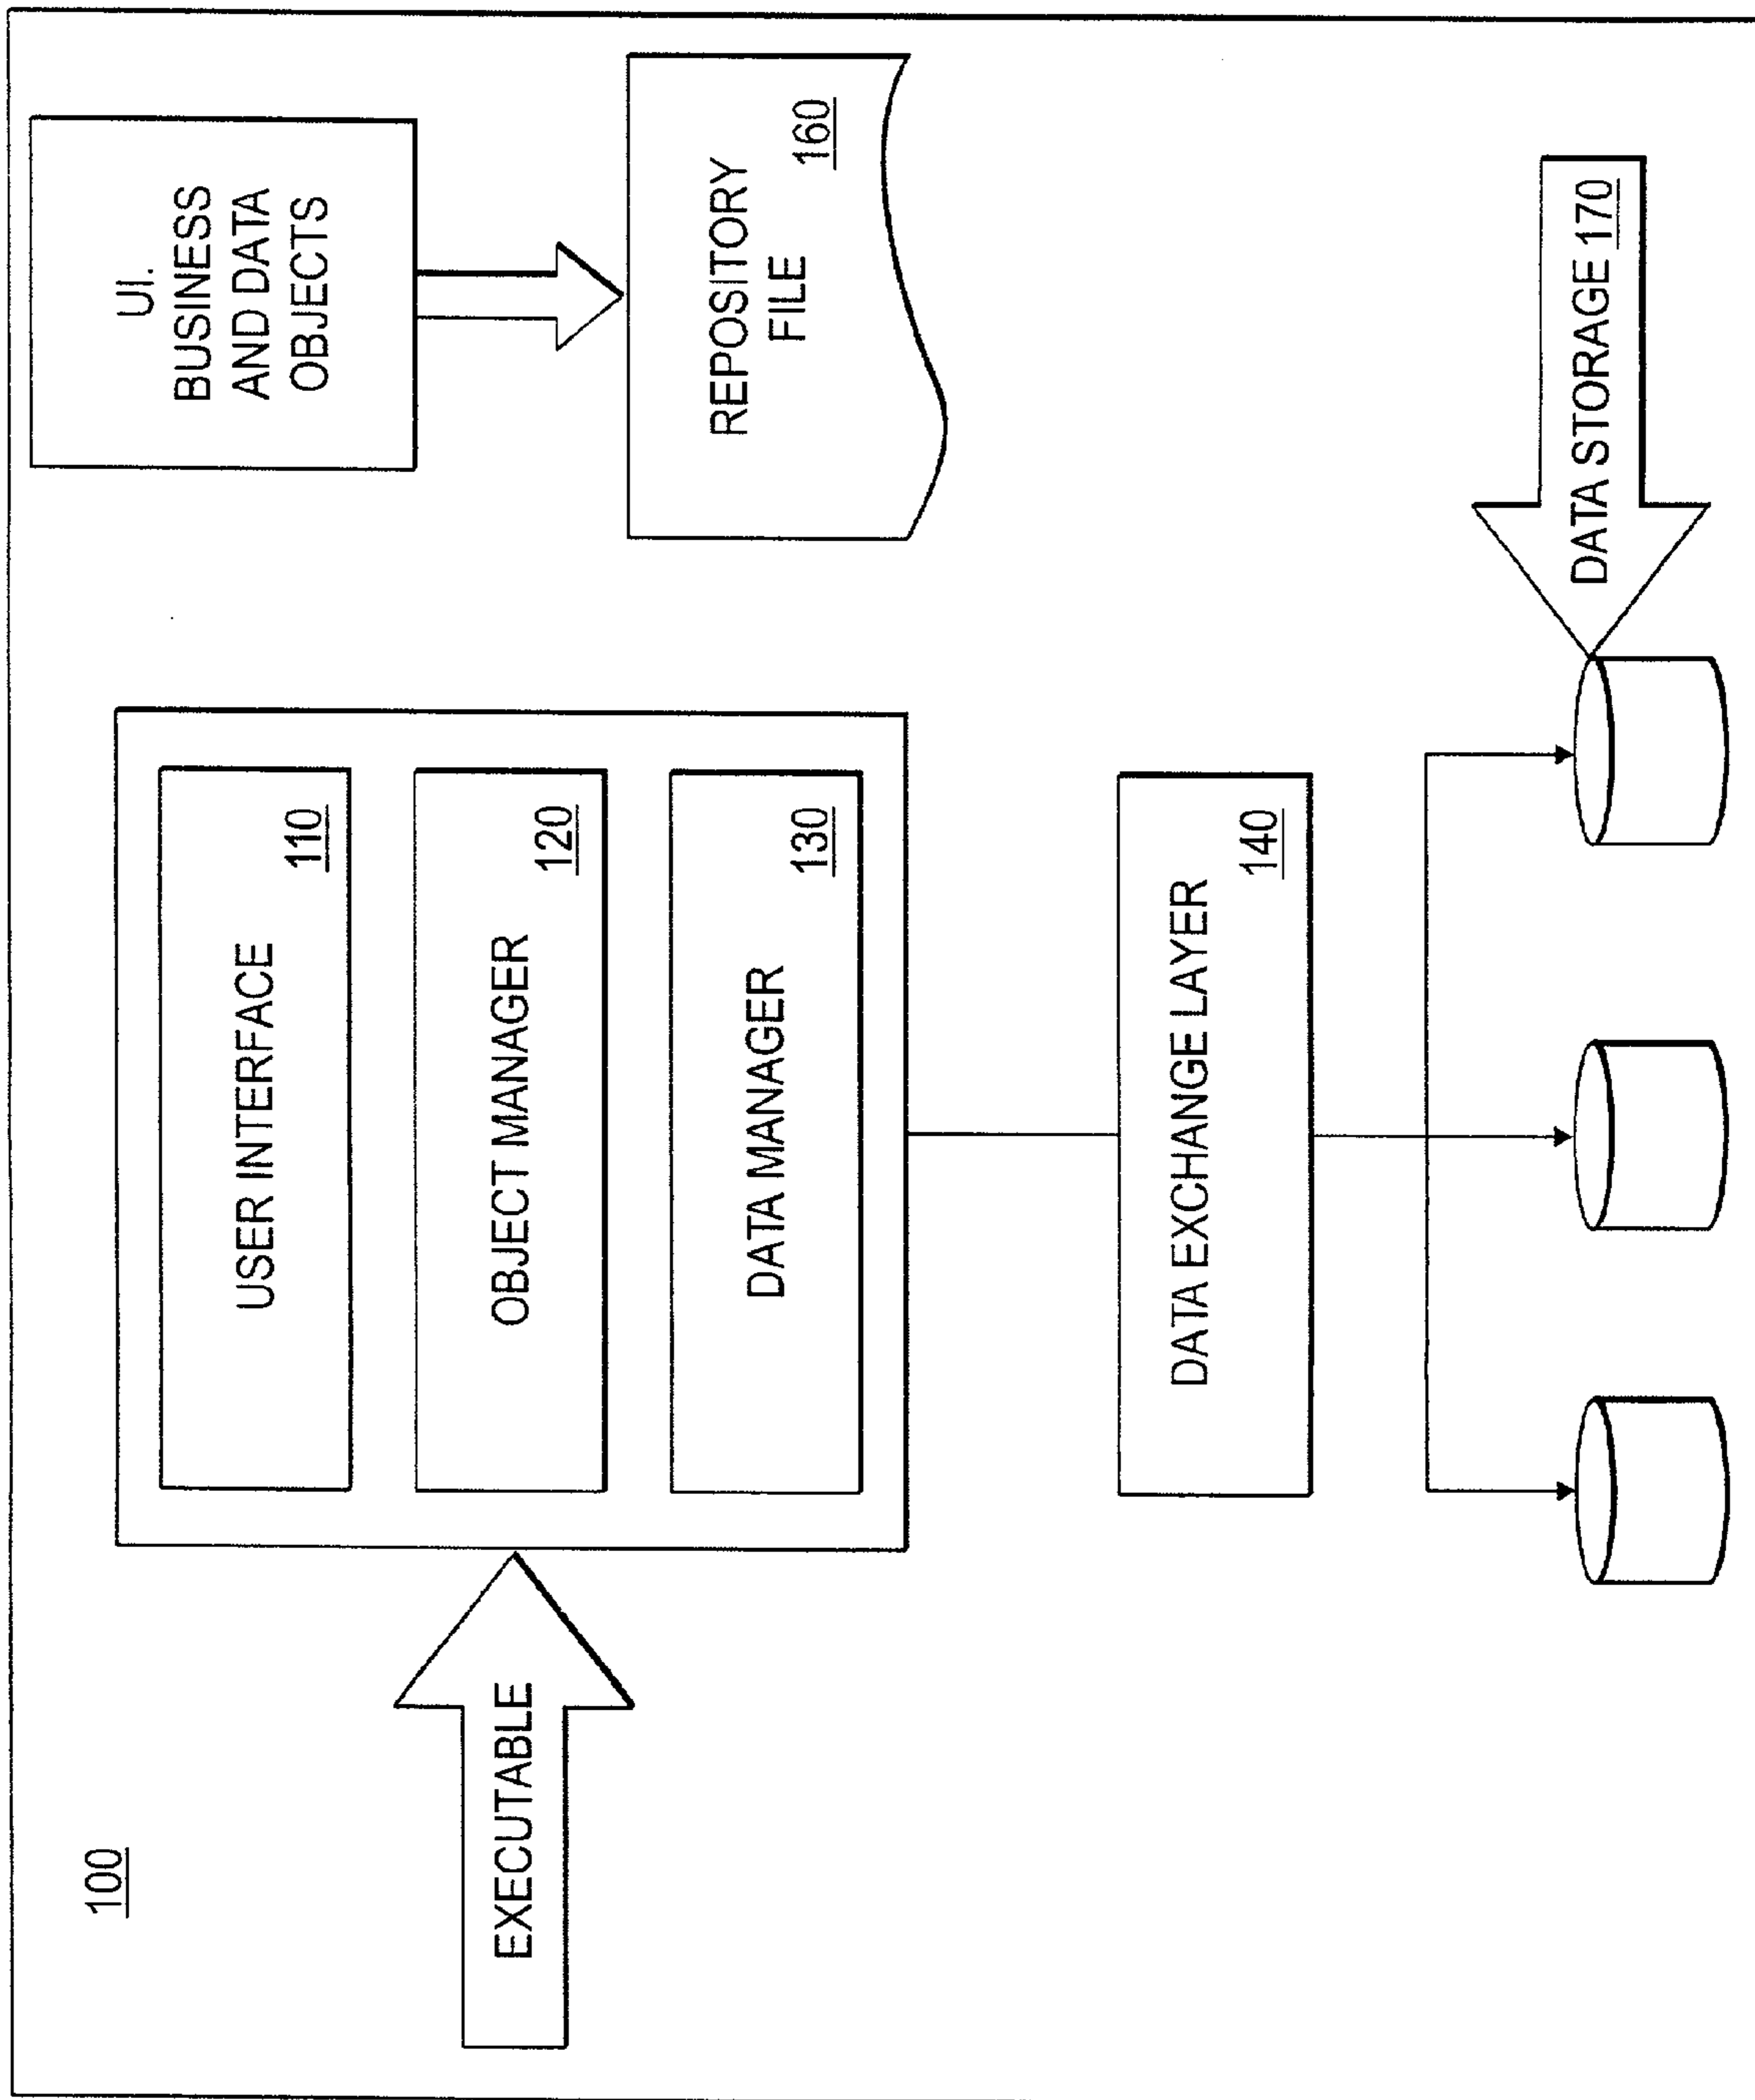 100
EXECUTABLE
USER INTERFACE
110
OBJECT MANAGER
120
DATA MANAGER
130
DATA EXCHANGE LAYER
140
UI.
BUSINESS
AND DATA
OBJECTS
REPOSITORY
FILE
160
DATA STORAGE 170